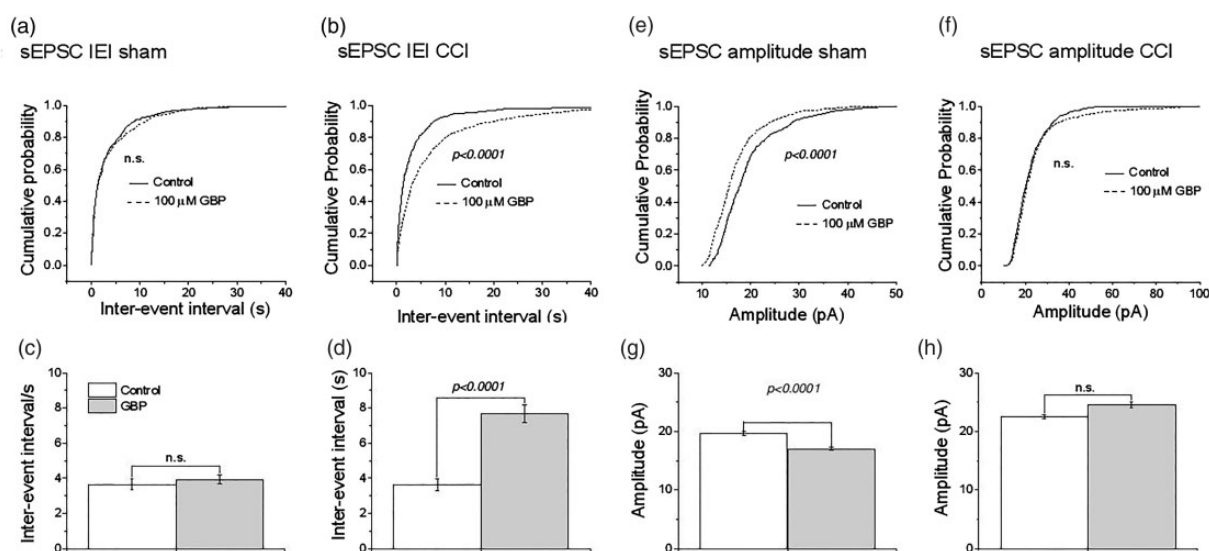 (a)
sEPSC IEI sham
Cumulative probability
1.0
0.8
0.6
0.4
0.2
0.0
n.s.
Control
100 μM GBP
0 10 20 30 40
Inter-event interval (s)
(b)
sEPSC IEI CCI
Cumulative probability
1.0
0.8
0.6
0.4
0.2
0.0
p<0.0001
Control
100 μM GBP
0 10 20 30 40
Inter-event interval (s)
(e)
sEPSC amplitude sham
Cumulative Probability
1.0
0.8
0.6
0.4
0.2
0.0
p<0.0001
Control
100 μM GBP
10 20 30 40 50
Amplitude (pA)
(f)
sEPSC amplitude CCI
Cumulative Probability
1.0
0.8
0.6
0.4
0.2
0.0
n.s.
Control
100 μM GBP
0 20 40 60 80 100
Amplitude (pA)
(c)
Inter-event interval/s
10
8
6
4
2
0
Control
GBP
n.s.
(d)
Inter-event interval (s)
10
8
6
4
2
0
p<0.0001
(g)
Amplitude (pA)
30
20
10
0
p<0.0001
(h)
Amplitude (pA)
30
20
10
0
n.s.